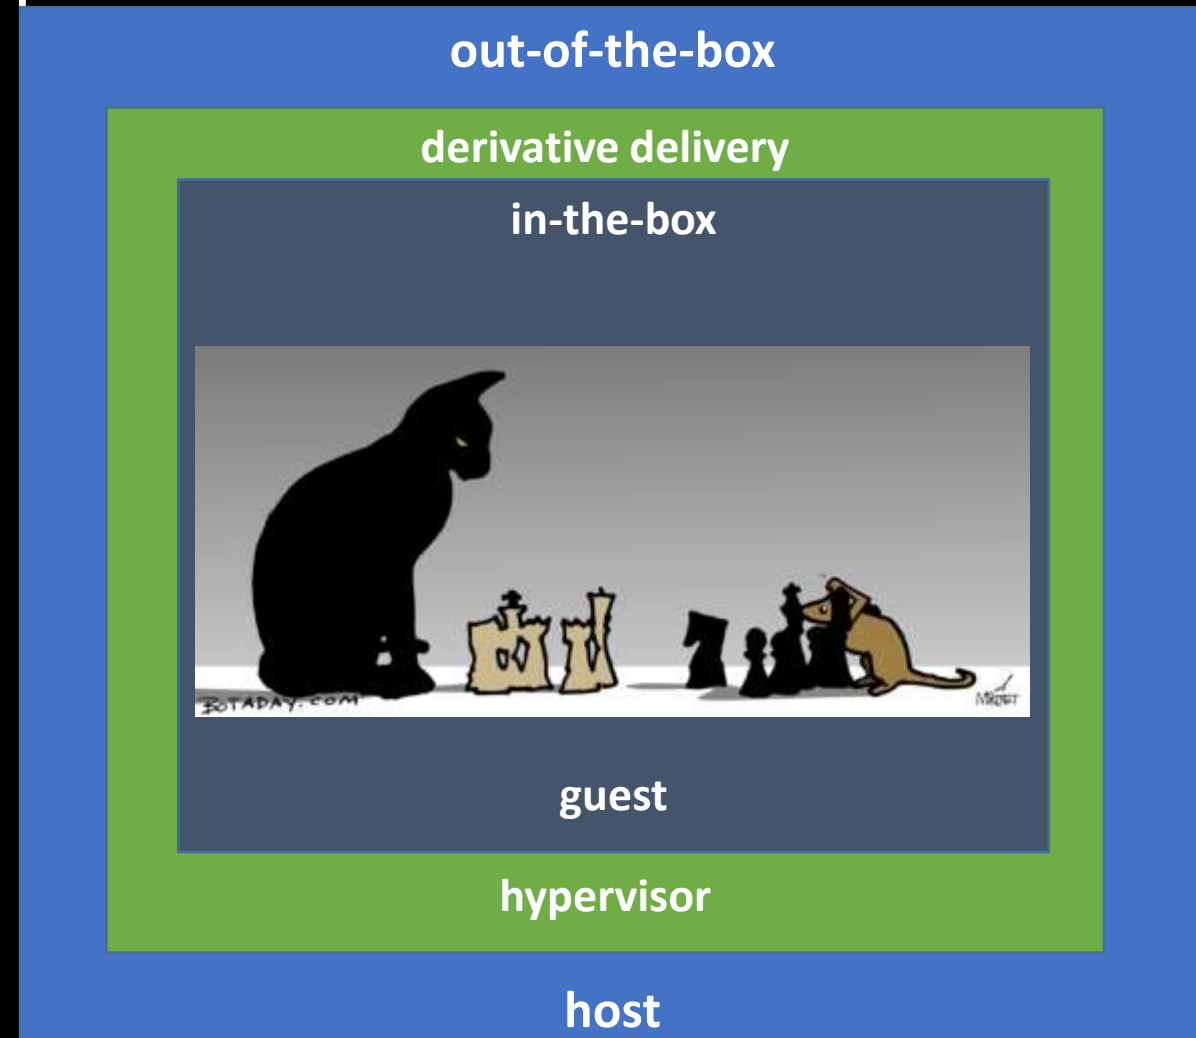 out-of-the-box
derivative delivery
in-the-box
BOTADAY.COM
guest
hypervisor
host